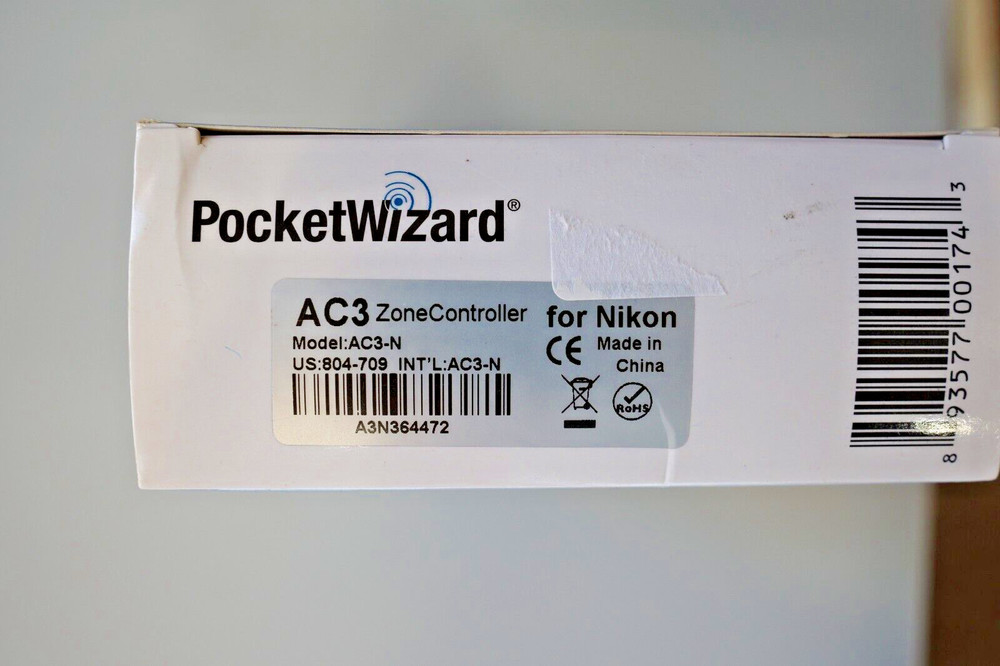 PocketWizard®
AC3 ZoneController for Nikon
Model:AC3-N
US:804-709 INT'L:AC3-N
A3N364472
CE Made in
China
RoHS
8 93577 00174 3